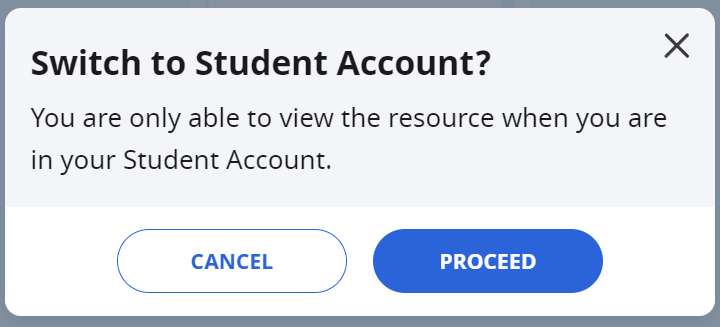 Switch to Student Account?
You are only able to view the resource when you are
in your Student Account.
CANCEL
PROCEED